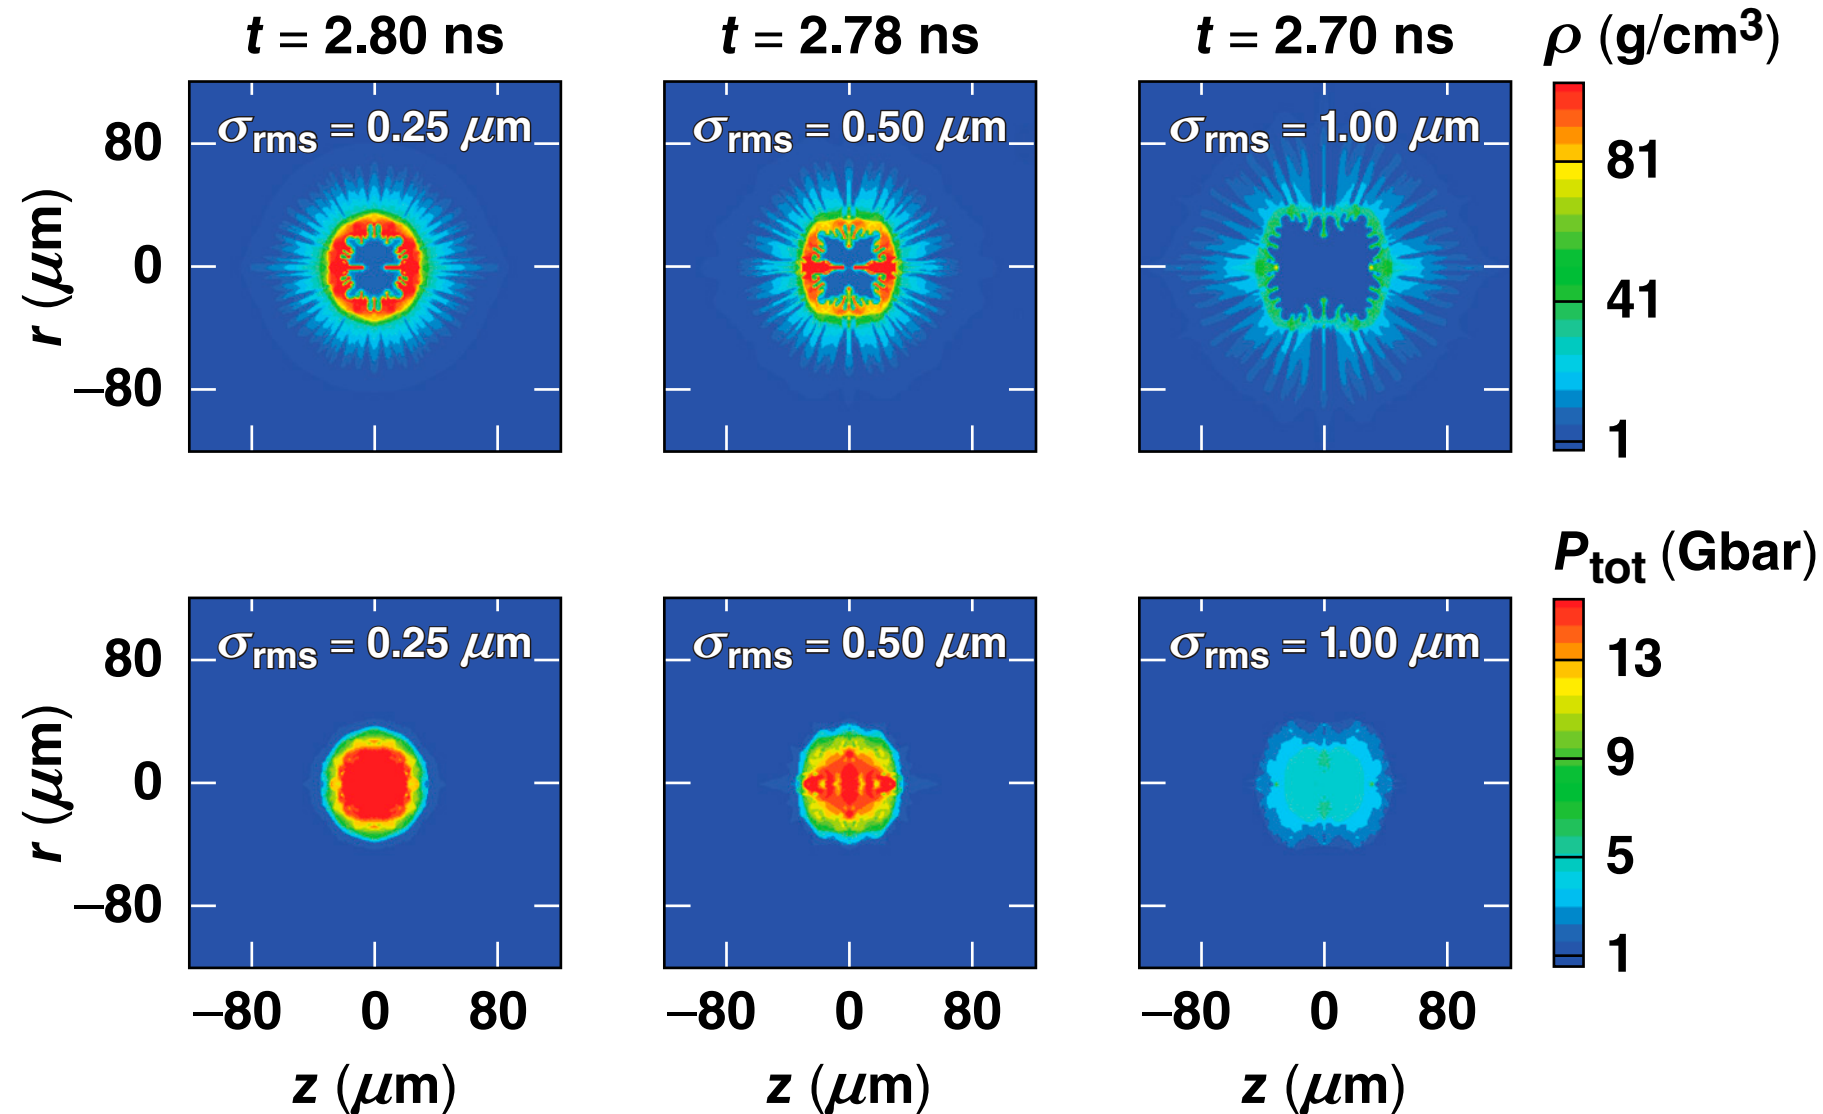 t = 2.80 ns
t = 2.78 ns
t = 2.70 ns
ρ (g/cm³)
σrms = 0.25 μm
σrms = 0.50 μm
σrms = 1.00 μm
80
0
–80
r (μm)
81
41
1
Ptot (Gbar)
σrms = 0.25 μm
σrms = 0.50 μm
σrms = 1.00 μm
80
0
–80
r (μm)
13
9
5
1
–80 0 80
–80 0 80
–80 0 80
z (μm)
z (μm)
z (μm)